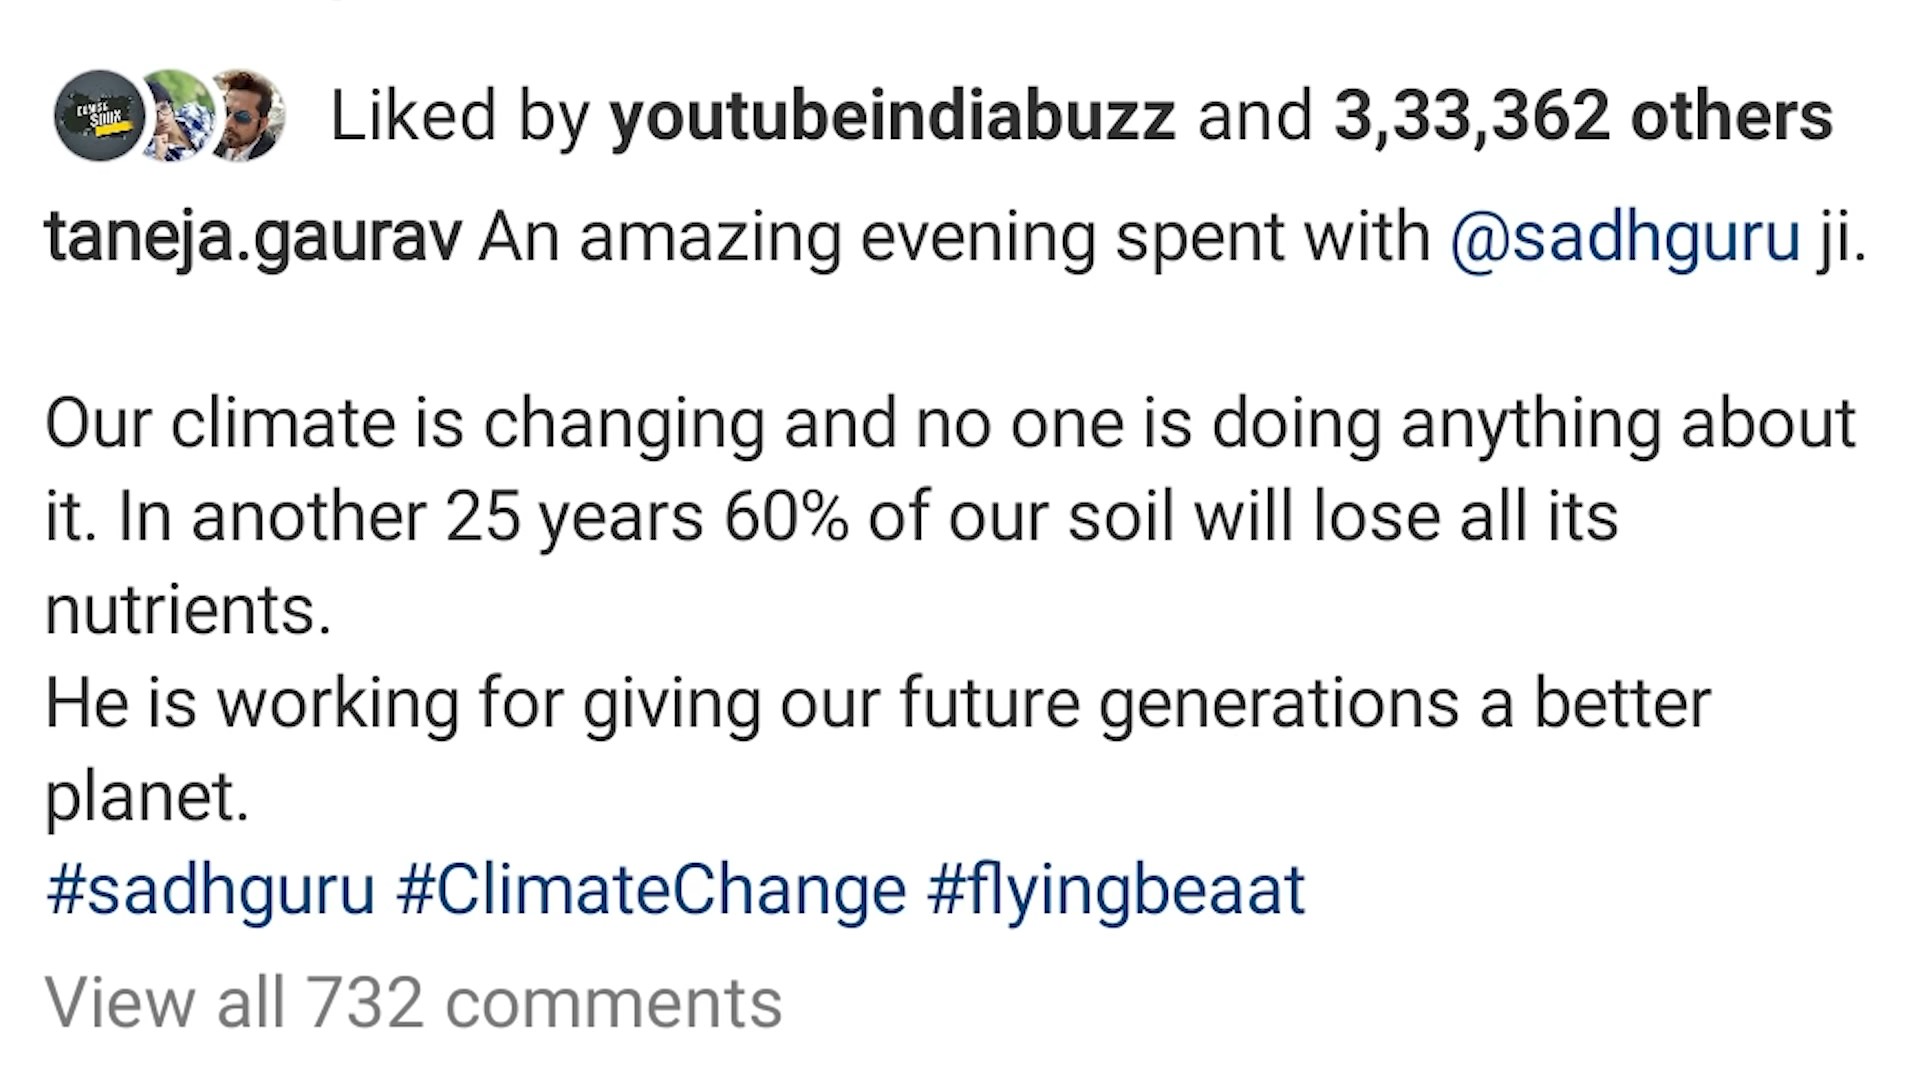 Liked by youtubeindiabuzz and 3,33,362 others
taneja.gaurav An amazing evening spent with @sadhguru ji.
Our climate is changing and no one is doing anything about
it. In another 25 years 60% of our soil will lose all its
nutrients.
He is working for giving our future generations a better
planet.
#sadhguru #ClimateChange #flyingbeaat
View all 732 comments